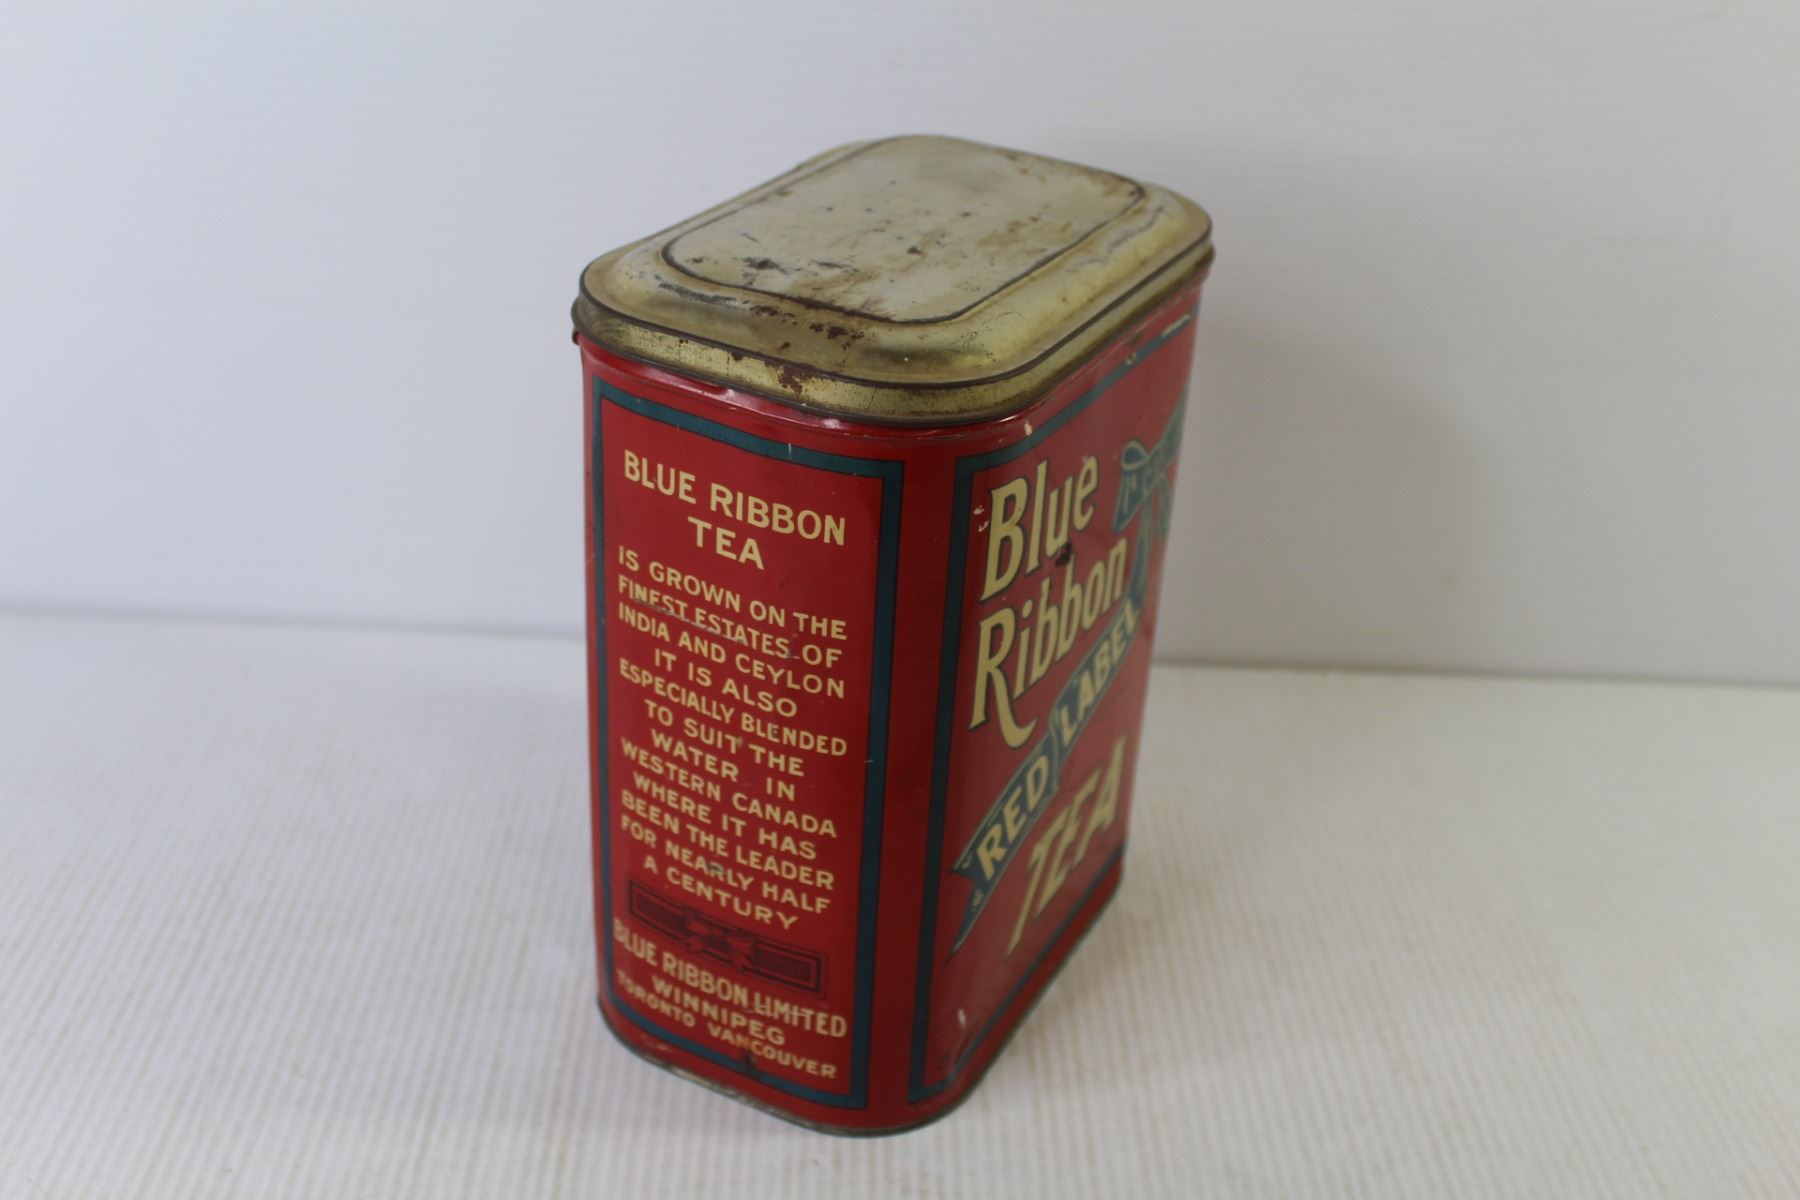 BLUE RIBBON
TEA
IS GROWN ON THE
FINEST ESTATES OF
INDIA AND CEYLON
IT IS ALSO
ESPECIALLY BLENDED
TO SUIT THE
WATER IN
WESTERN CANADA
WHERE IT HAS
BEEN THE LEADER
FOR NEARLY HALF
A CENTURY
BLUE RIBBON LIMITED
WINNIPEG
TORONTO VANCOUVER
Blue
Ribbon
RED LABEL
TEA